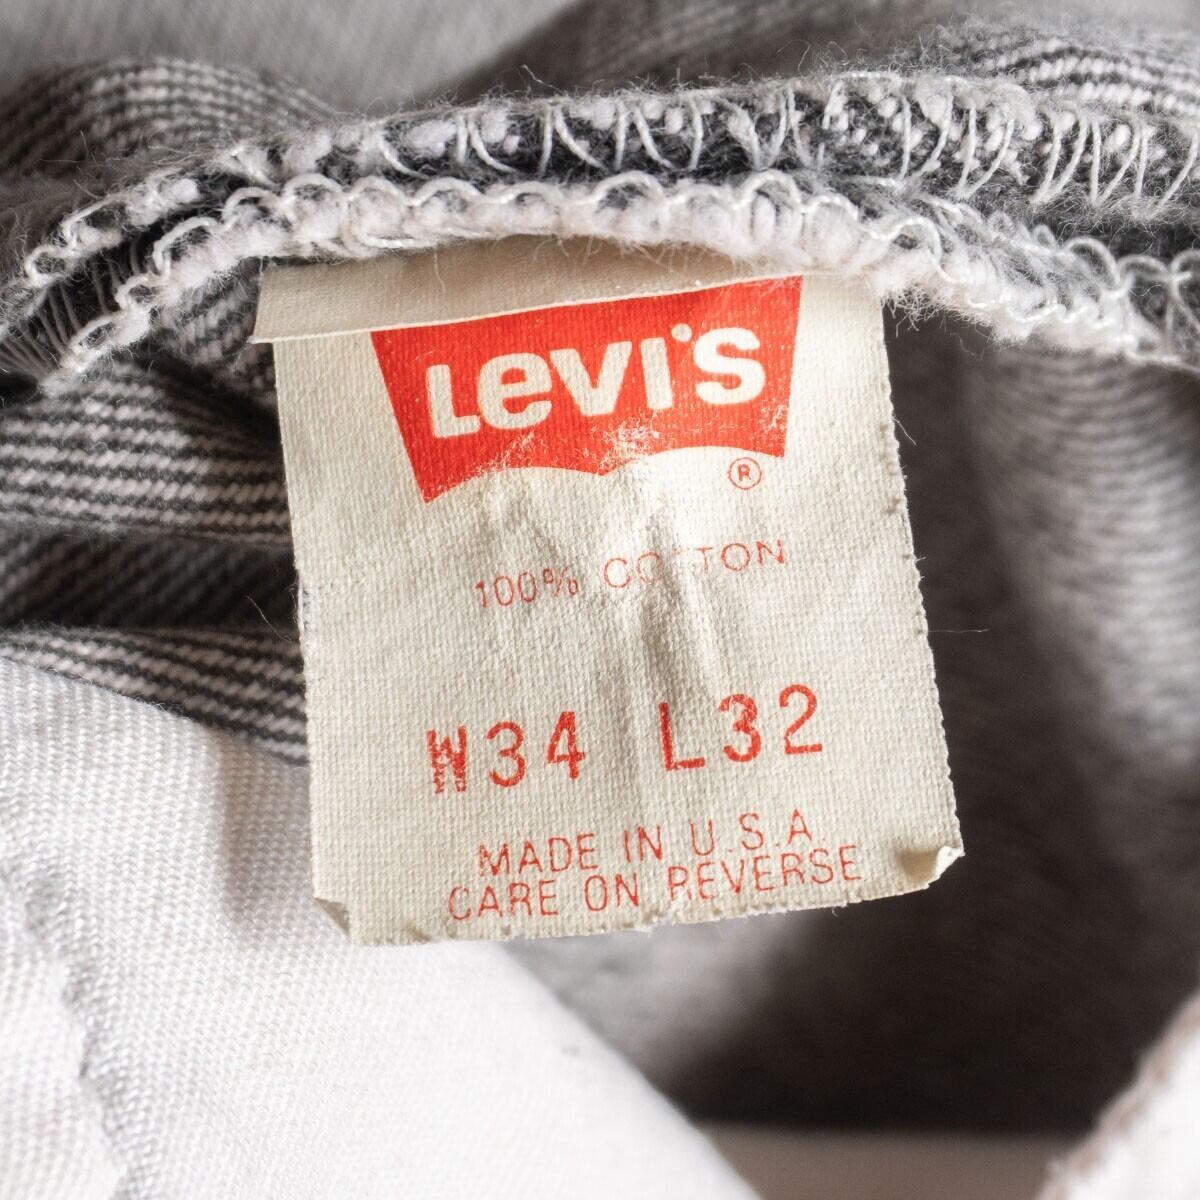 Levi's
®
100% COTTON
W34 L32
MADE IN U.S.A
CARE ON REVERSE